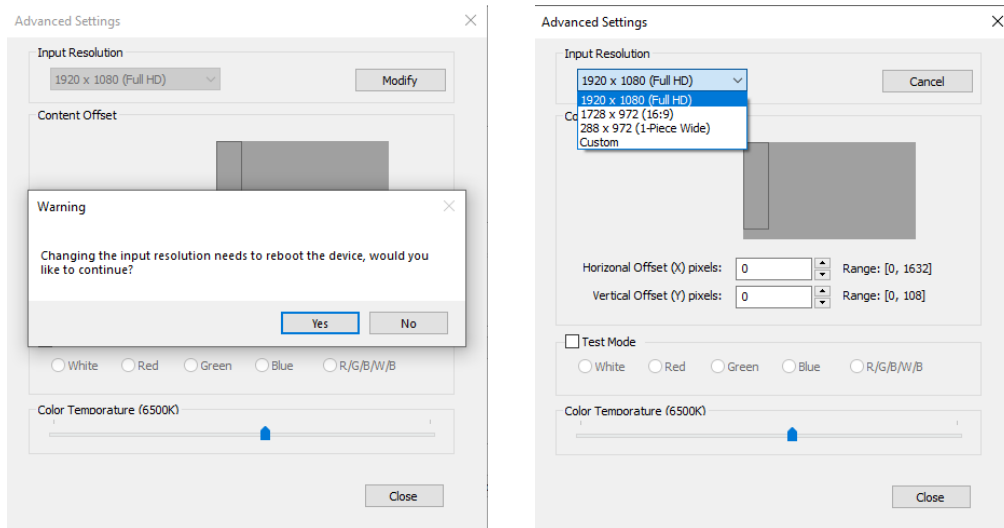 Advanced Settings
Input Resolution
1920 x 1080 (Full HD)
Modify
Content Offset
Warning
Changing the input resolution needs to reboot the device, would you
like to continue?
Yes
No
White
Red
Green
Blue
R/G/B/W/B
Color Temporature (6500K)
Close
Advanced Settings
Input Resolution
1920 x 1080 (Full HD)
Cancel
1920 x 1080 (Full HD)
1728 x 972 (16:9)
288 x 972 (1-Piece Wide)
Custom
Co
Horizonal Offset (X) pixels:
0
Range: [0, 1632]
Vertical Offset (Y) pixels:
0
Range: [0, 108]
Test Mode
White
Red
Green
Blue
R/G/B/W/B
Color Temporature (6500K)
Close